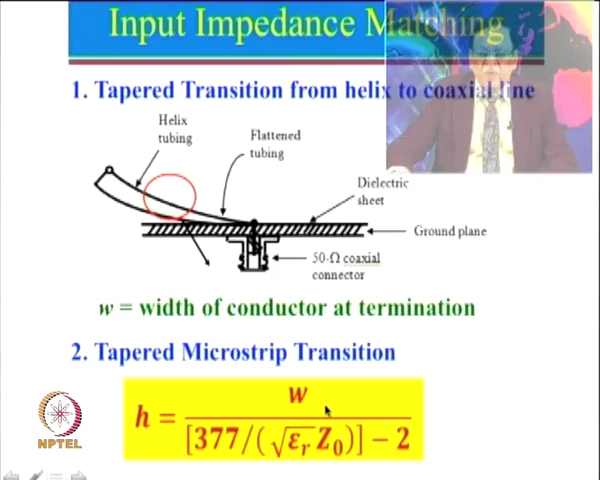 Input Impedance Matching
1. Tapered Transition from helix to coaxial line
Helix
tubing
Flattened
tubing
Dielectric
sheet
Ground plane
50-Ω coaxial
connector
w = width of conductor at termination
2. Tapered Microstrip Transition
h = w / [377/(√εr Z0)] − 2
NPTEL